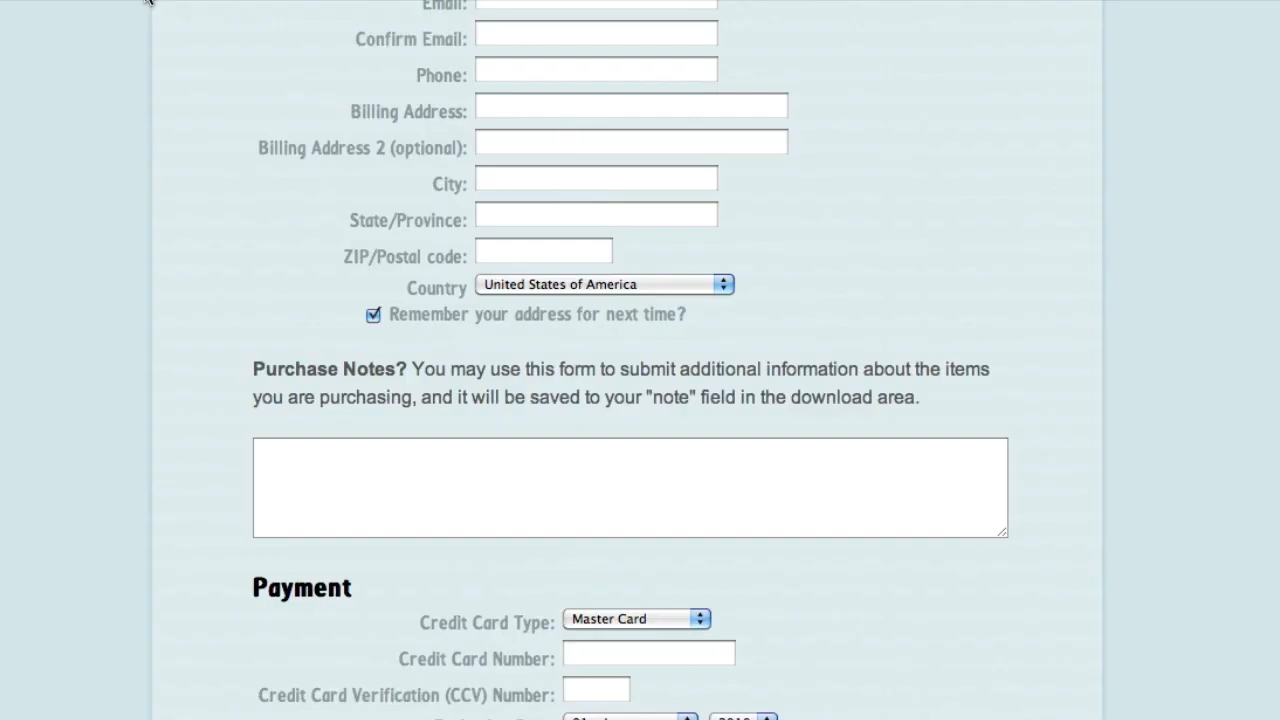 Email:
Confirm Email:
Phone:
Billing Address:
Billing Address 2 (optional):
City:
State/Province:
ZIP/Postal code:
Country United States of America
Remember your address for next time?
Purchase Notes? You may use this form to submit additional information about the items
you are purchasing, and it will be saved to your "note" field in the download area.
Payment
Credit Card Type: Master Card
Credit Card Number:
Credit Card Verification (CCV) Number: